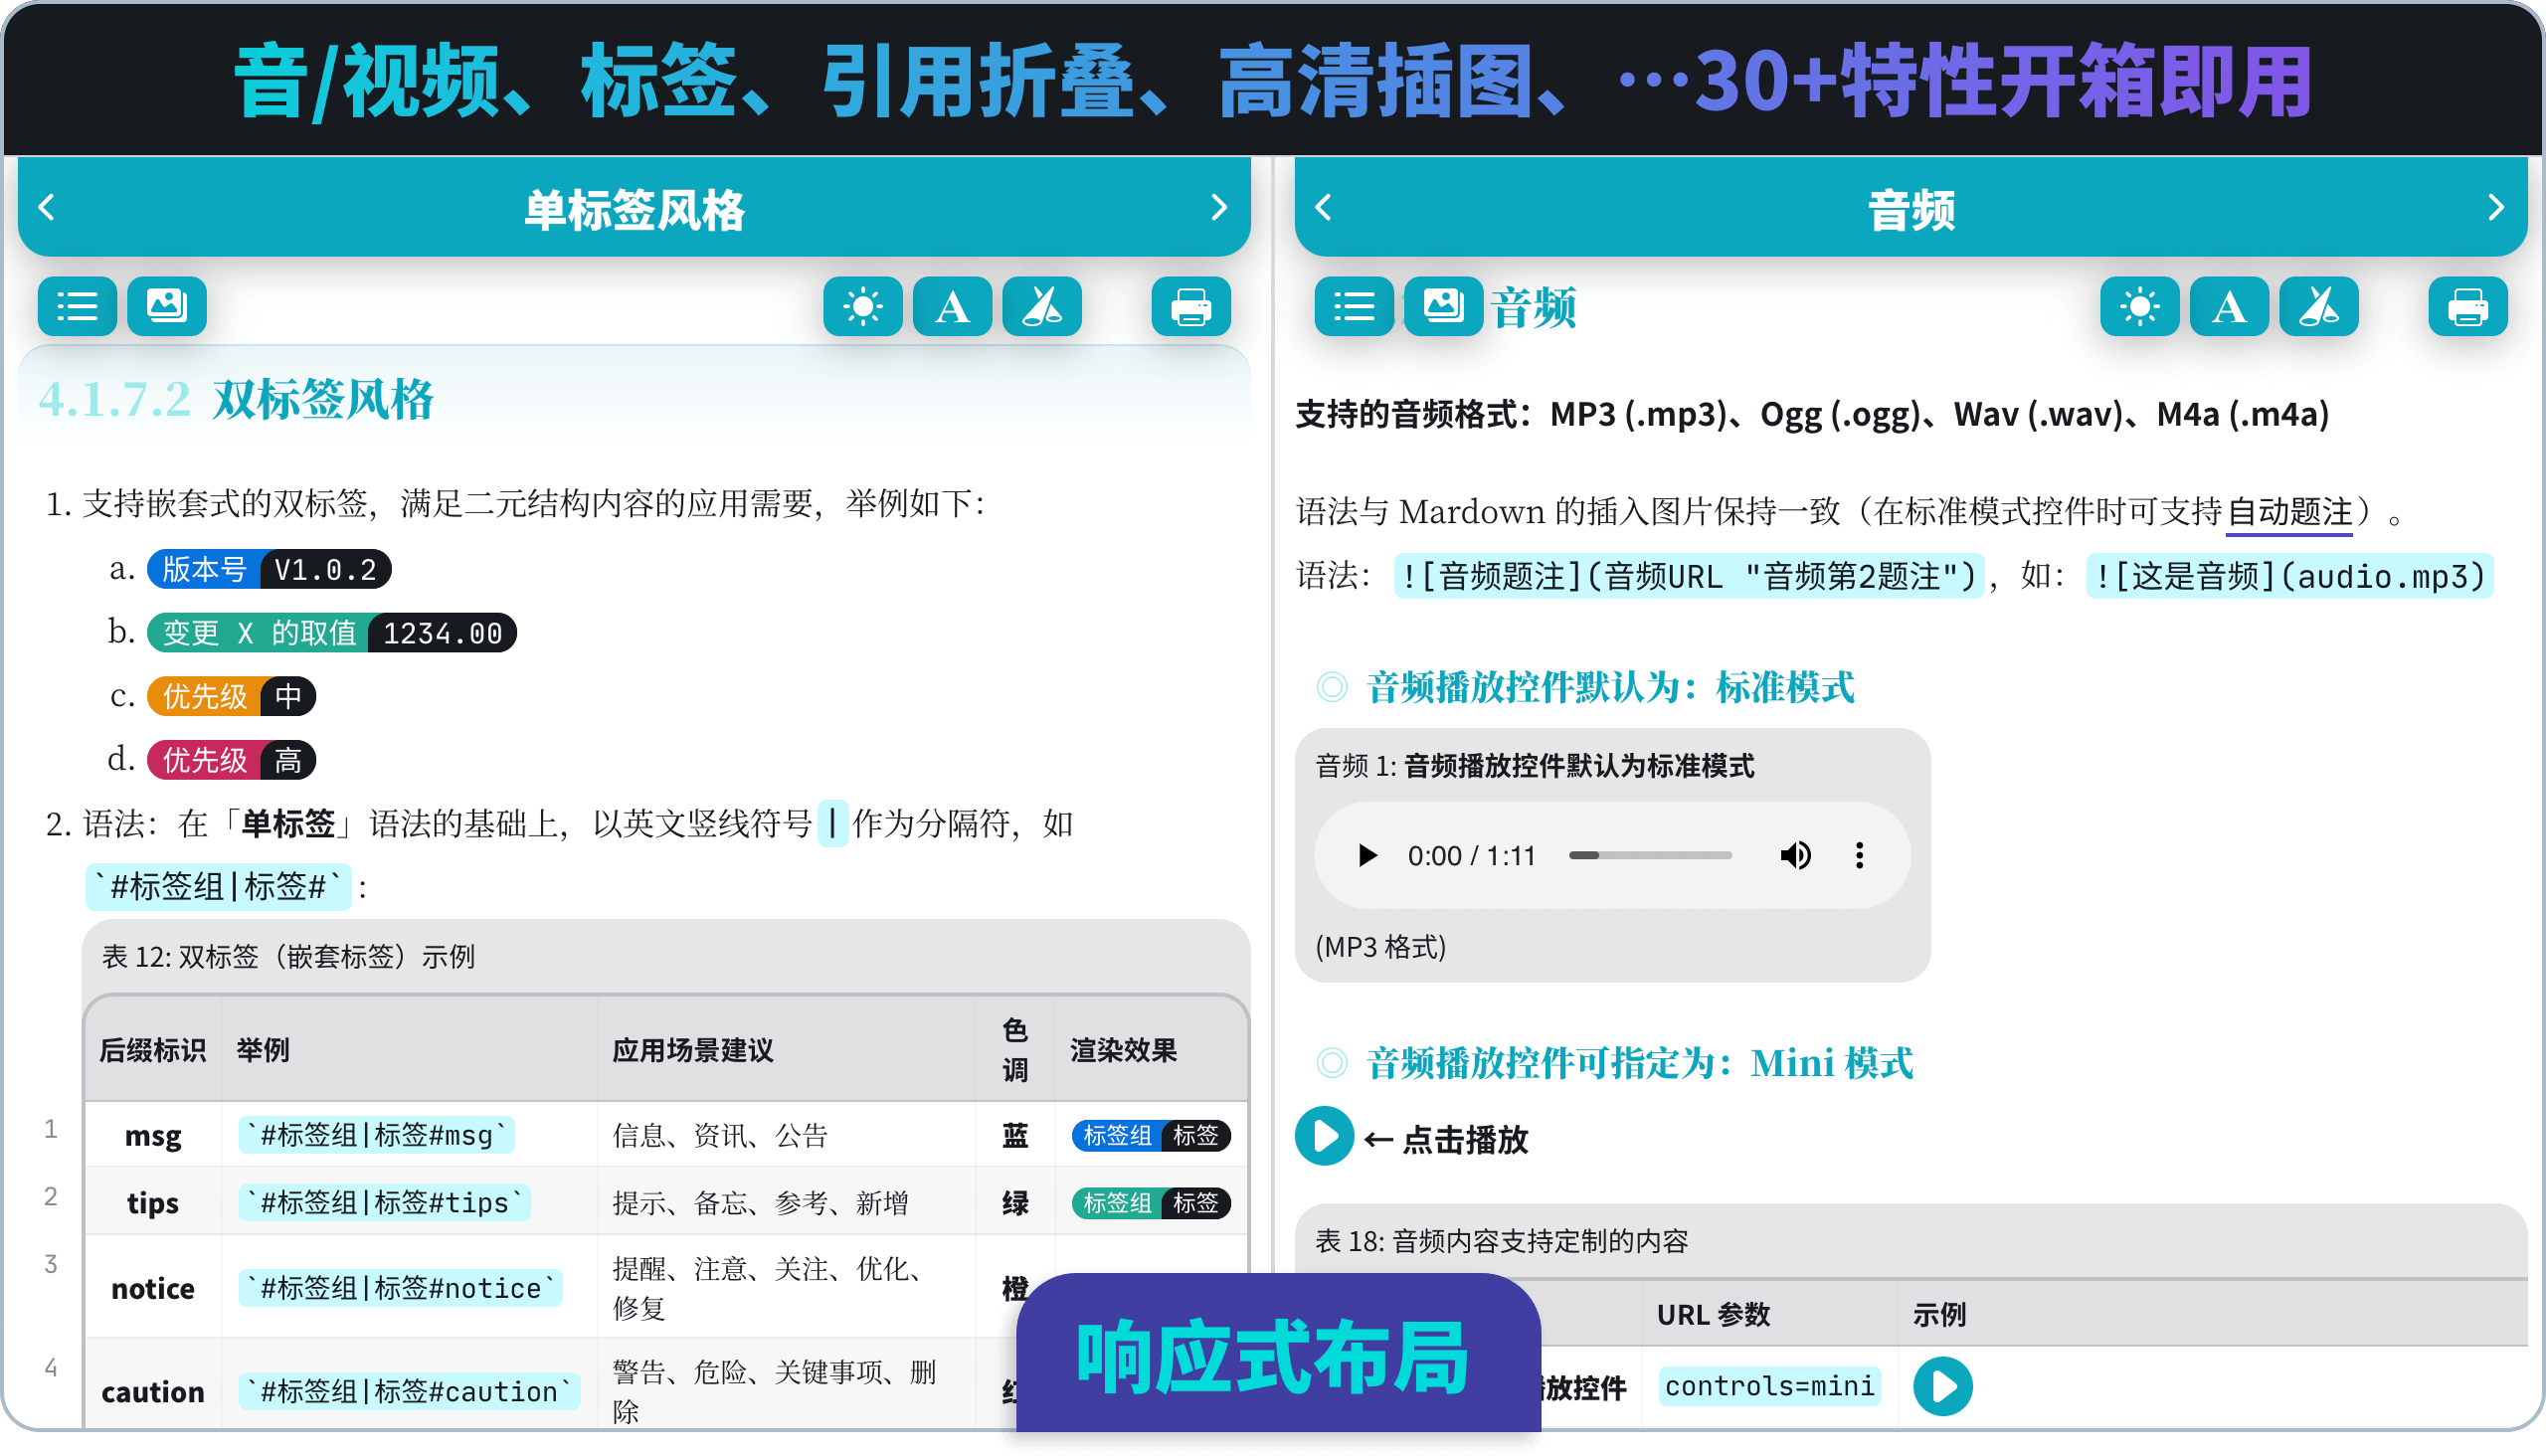 音/视频、标签、引用折叠、高清插图、…30+特性开箱即用
单标签风格
4.1.7.2 双标签风格
1. 支持嵌套式的双标签，满足二元结构内容的应用需要，举例如下：
a. 版本号 V1.0.2
b. 变更 X 的取值 1234.00
c. 优先级 中
d. 优先级 高
2. 语法：在「单标签」语法的基础上，以英文竖线符号 | 作为分隔符，如
`#标签组|标签#`：
表 12: 双标签（嵌套标签）示例
后缀标识 举例 应用场景建议 色调 渲染效果
1 msg `#标签组|标签#msg` 信息、资讯、公告 蓝 标签组 标签
2 tips `#标签组|标签#tips` 提示、备忘、参考、新增 绿 标签组 标签
3 notice `#标签组|标签#notice` 提醒、注意、关注、优化、
修复 橙
4 caution `#标签组|标签#caution` 警告、危险、关键事项、删
除
音频
A
音频
A
支持的音频格式：MP3 (.mp3)、Ogg (.ogg)、Wav (.wav)、M4a (.m4a)
语法与 Mardown 的插入图片保持一致（在标准模式控件时可支持自动题注）。
语法： ![音频题注](音频URL "音频第2题注")，如： ![这是音频](audio.mp3)
◎ 音频播放控件默认为：标准模式
音频 1: 音频播放控件默认为标准模式
0:00 / 1:11
(MP3 格式)
◎ 音频播放控件可指定为：Mini 模式
← 点击播放
表 18: 音频内容支持定制的内容
URL 参数 示例
放控件 controls=mini
响应式布局